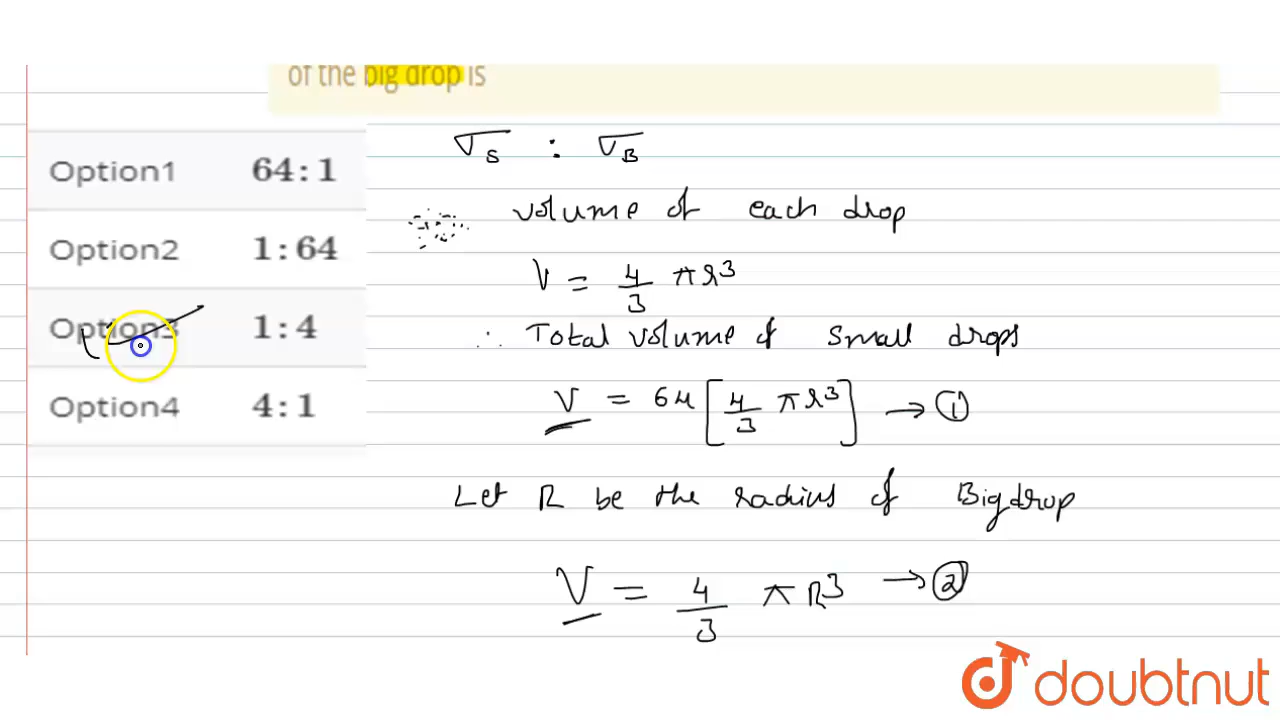 of the big drop is
σs : σB
Option1 64 : 1
volume of each drop
Option2 1 : 64
V = 4/3 πr³
Option3 1 : 4
∴ Total volume of small drops
Option4 4 : 1
V = 64 [4/3 πr³] → ①
Let R be the radius of Big drop
V = 4/3 πR³ → ②
doubtnut